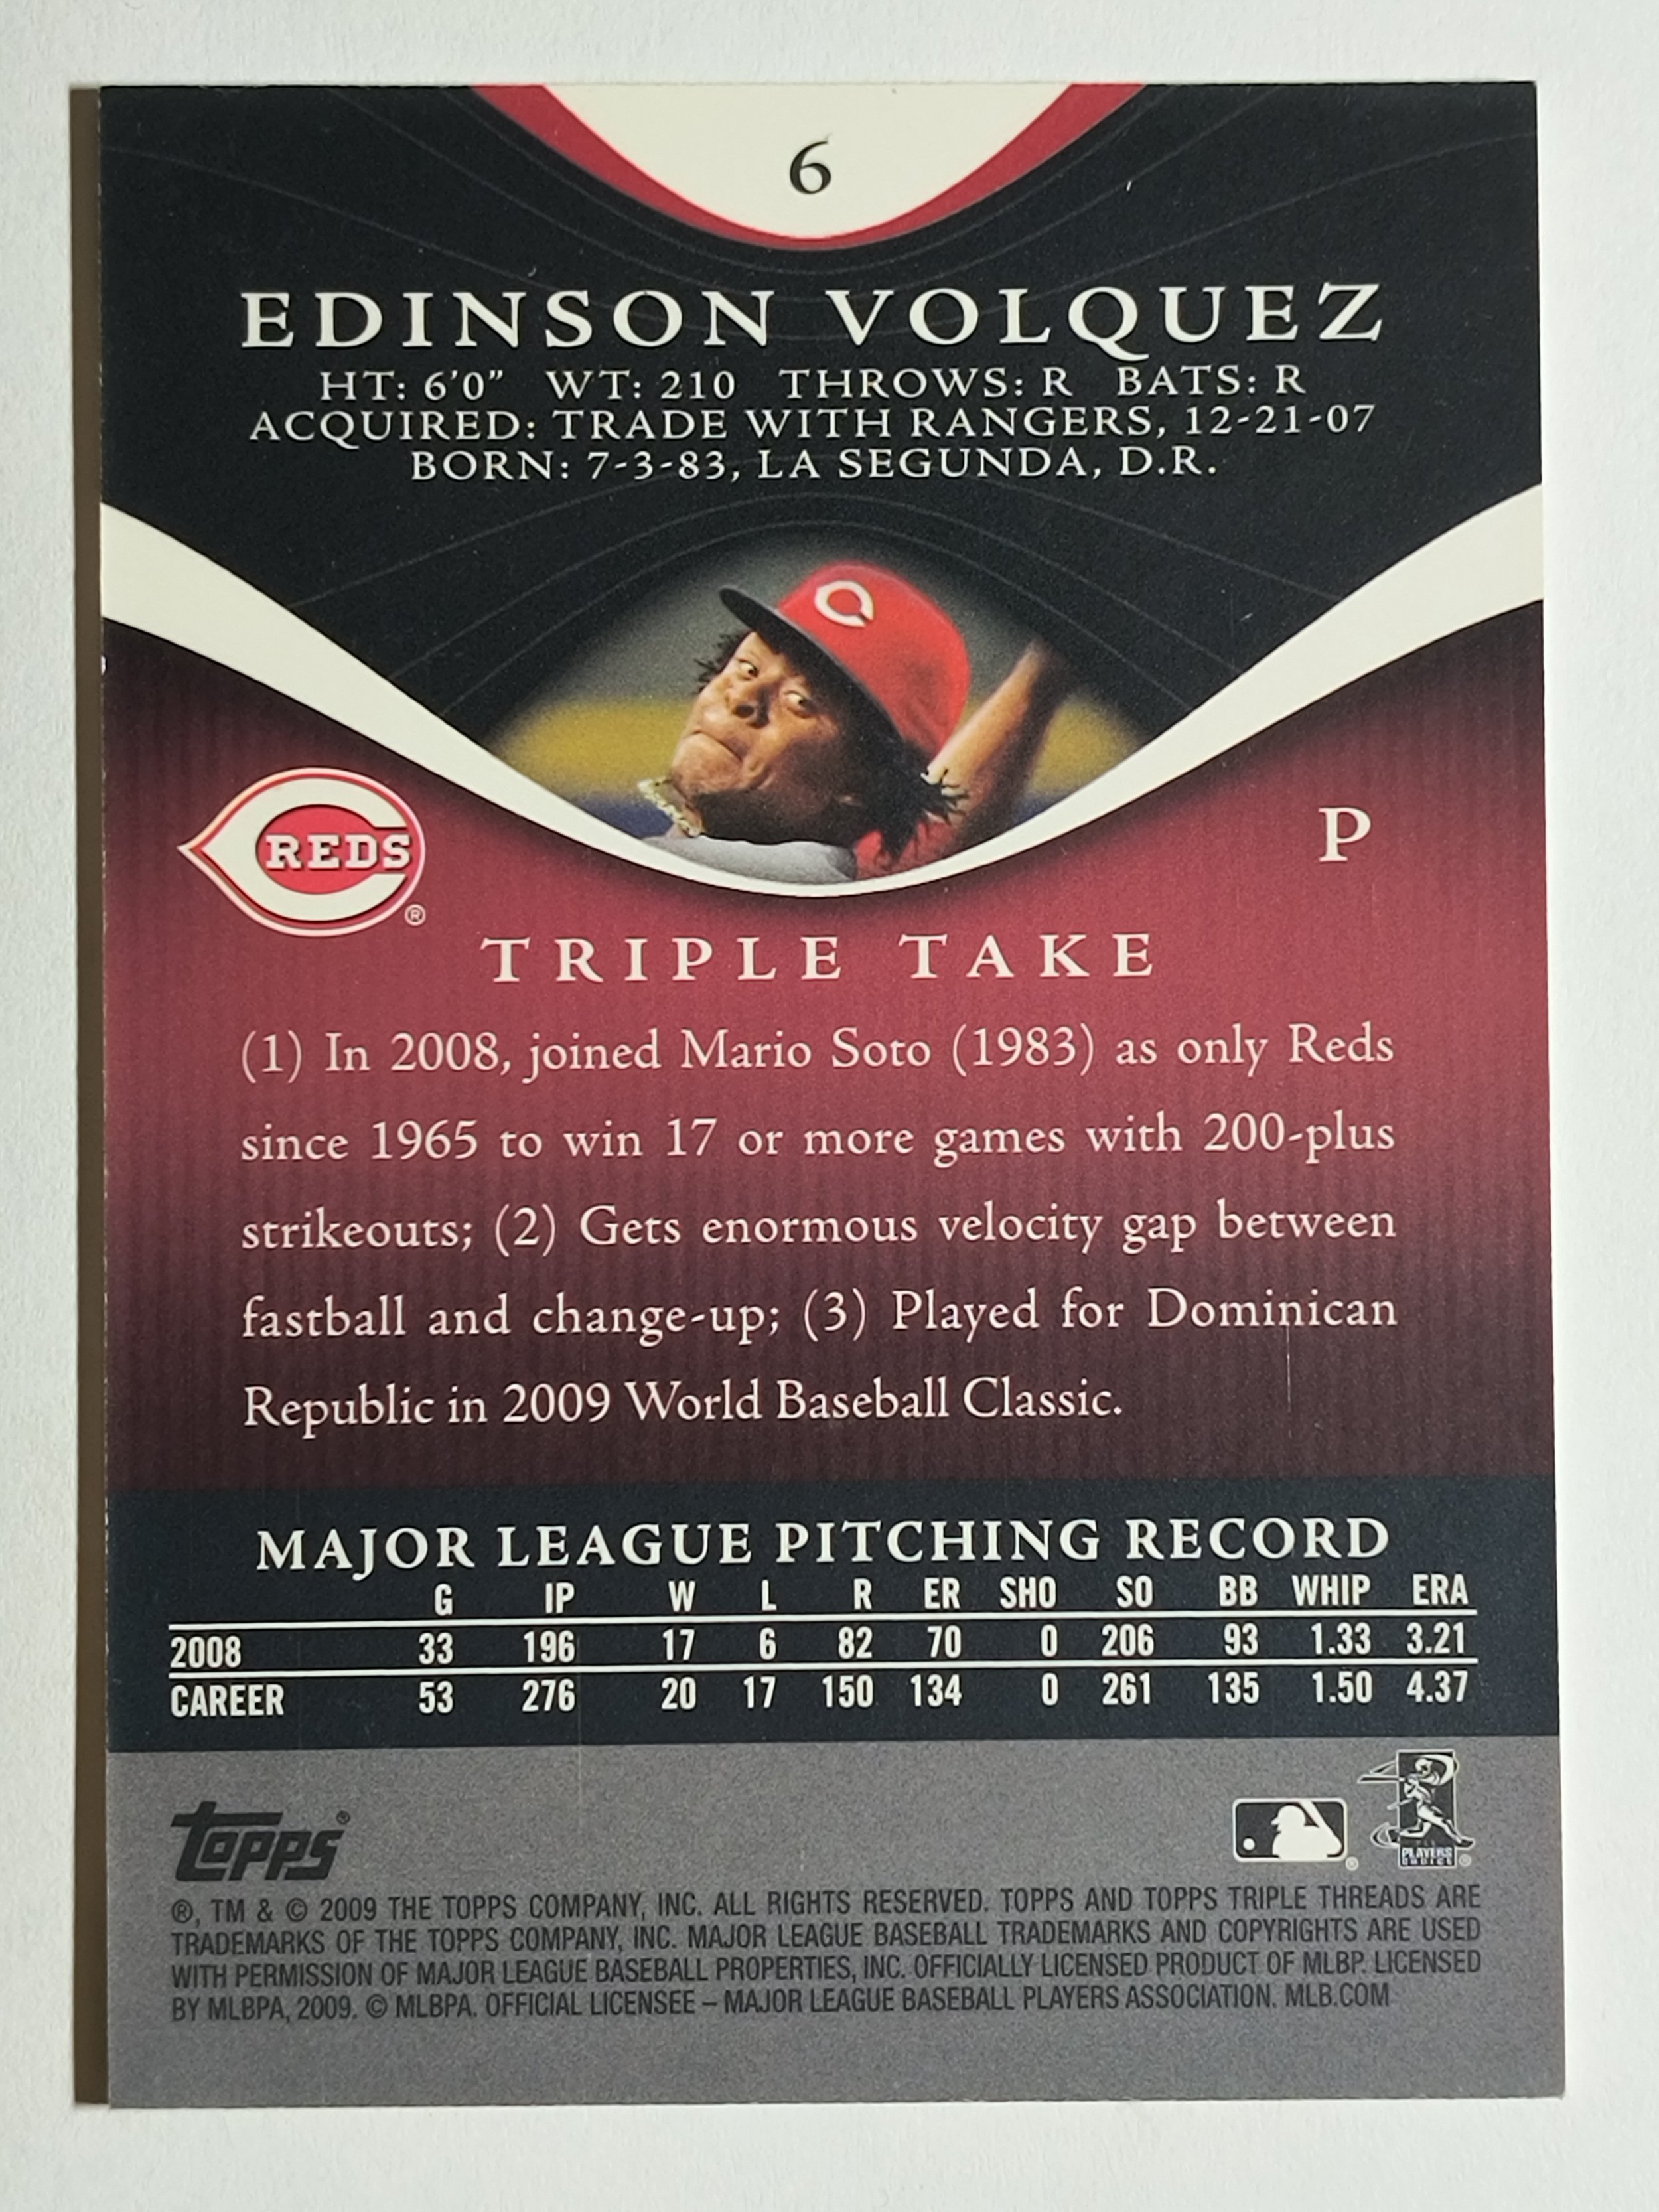 6
EDINSON VOLQUEZ
HT: 6'0" WT: 210 THROWS: R BATS: R
ACQUIRED: TRADE WITH RANGERS, 12-21-07
BORN: 7-3-83, LA SEGUNDA, D.R.
C
REDS ®
P
TRIPLE TAKE
(1) In 2008, joined Mario Soto (1983) as only Reds
since 1965 to win 17 or more games with 200-plus
strikeouts; (2) Gets enormous velocity gap between
fastball and change-up; (3) Played for Dominican
Republic in 2009 World Baseball Classic.
MAJOR LEAGUE PITCHING RECORD
G IP W L R ER SHO SO BB WHIP ERA
2008 33 196 17 6 82 70 0 206 93 1.33 3.21
CAREER 53 276 20 17 150 134 0 261 135 1.50 4.37
TOPPS ®
PLAYERS
CHOICE ®
®, TM & © 2009 THE TOPPS COMPANY, INC. ALL RIGHTS RESERVED. TOPPS AND TOPPS TRIPLE THREADS ARE
TRADEMARKS OF THE TOPPS COMPANY, INC. MAJOR LEAGUE BASEBALL TRADEMARKS AND COPYRIGHTS ARE USED
WITH PERMISSION OF MAJOR LEAGUE BASEBALL PROPERTIES, INC. OFFICIALLY LICENSED PRODUCT OF MLBP. LICENSED
BY MLBPA, 2009. © MLBPA. OFFICIAL LICENSEE – MAJOR LEAGUE BASEBALL PLAYERS ASSOCIATION. MLB.COM